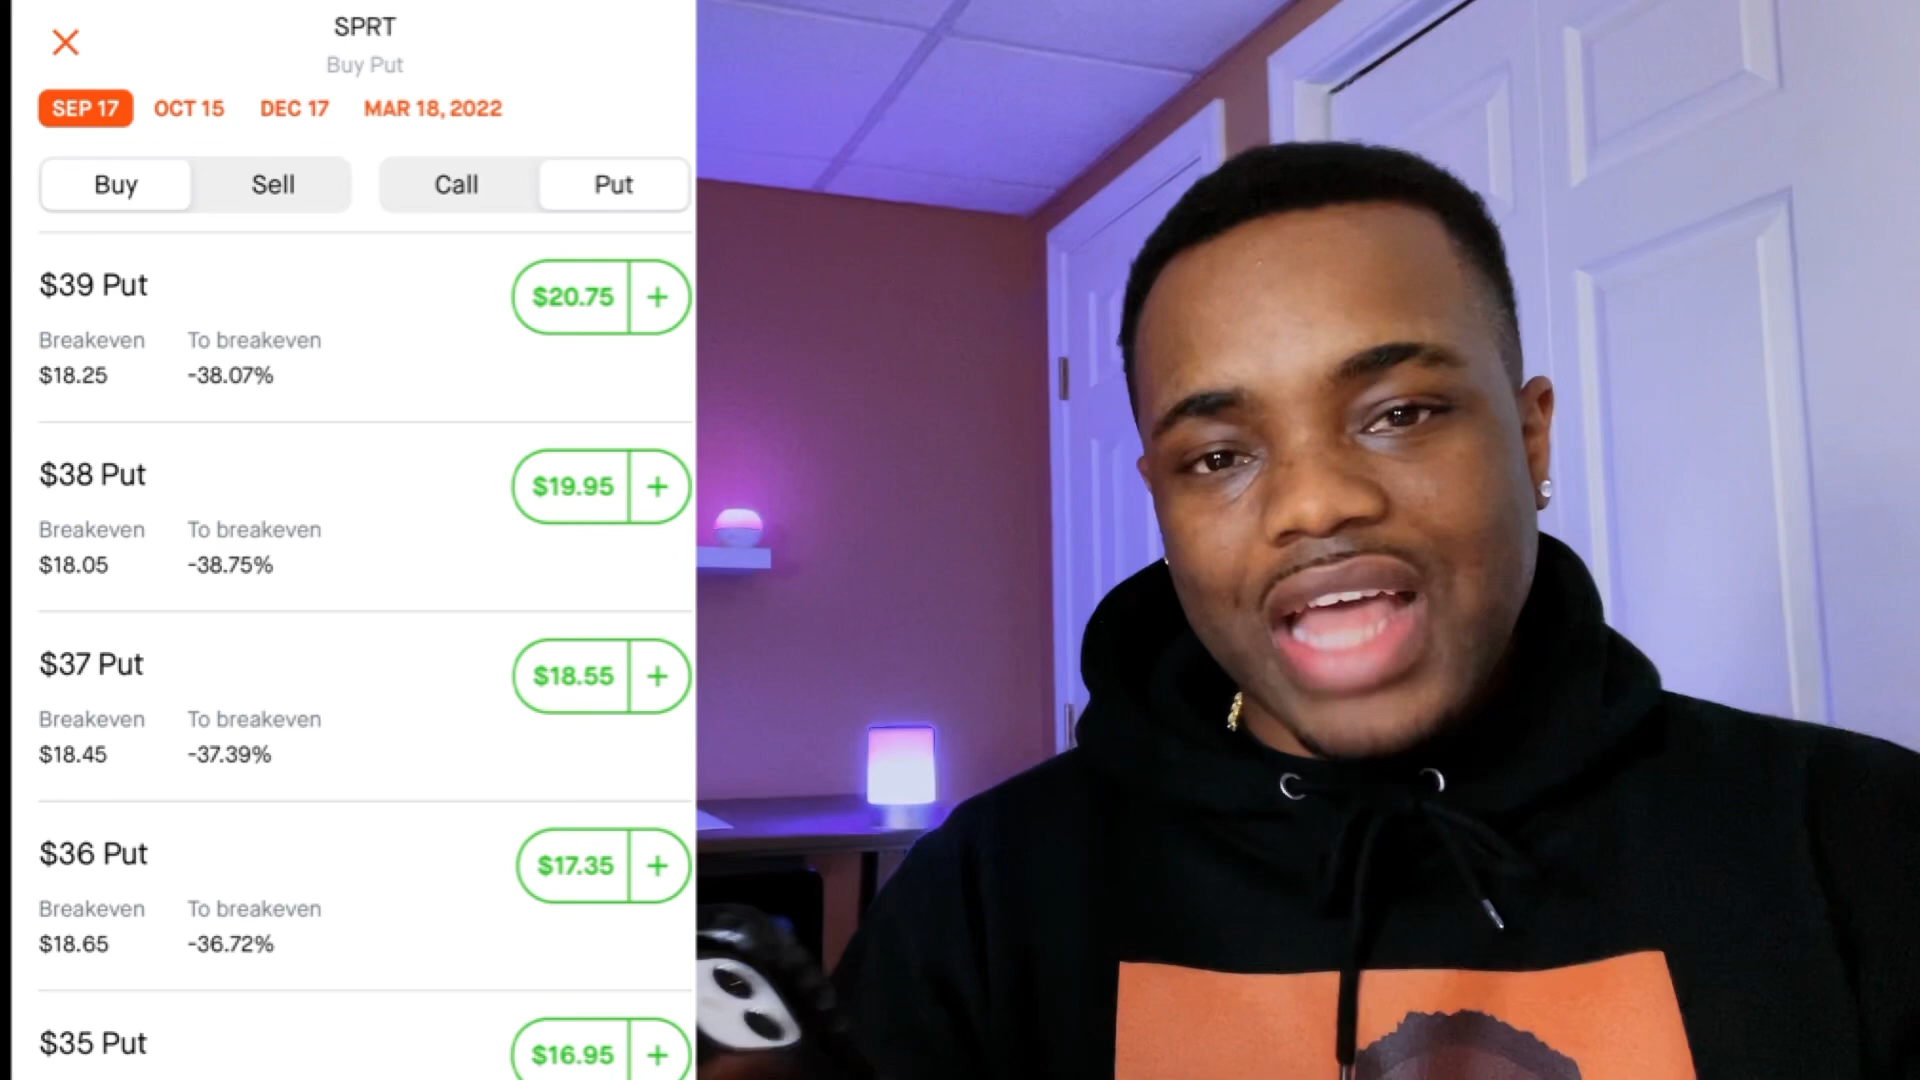 SPRT
Buy Put
SEP 17 OCT 15 DEC 17 MAR 18, 2022
Buy Sell Call Put
$39 Put $20.75 +
Breakeven To breakeven
$18.25 -38.07%
$38 Put $19.95 +
Breakeven To breakeven
$18.05 -38.75%
$37 Put $18.55 +
Breakeven To breakeven
$18.45 -37.39%
$36 Put $17.35 +
Breakeven To breakeven
$18.65 -36.72%
$35 Put $16.95 +